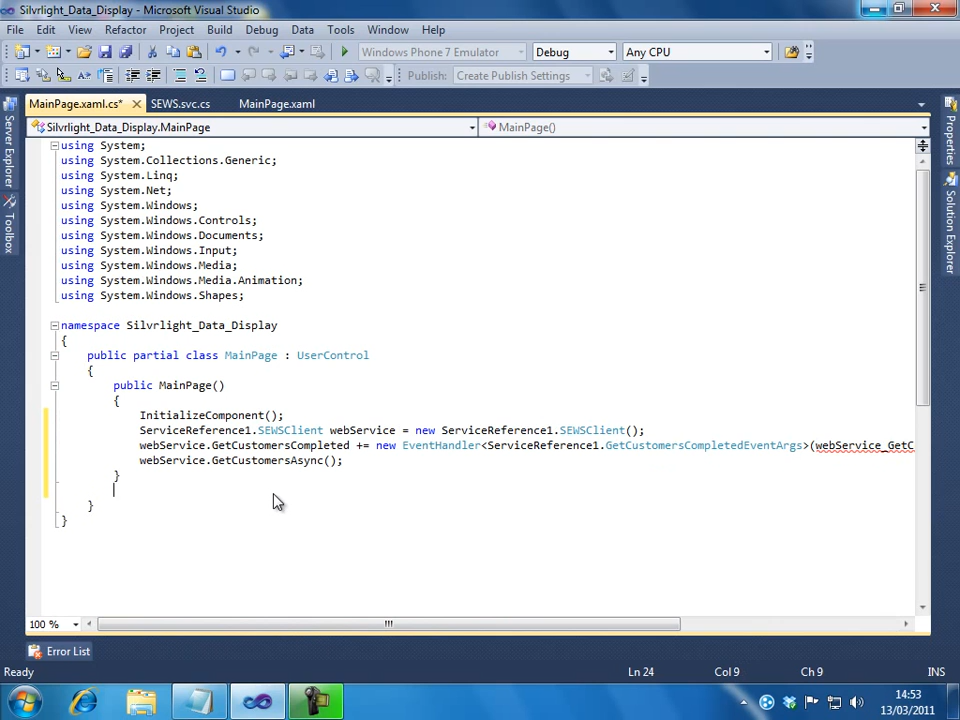 Silvrlight_Data_Display - Microsoft Visual Studio
File Edit View Refactor Project Build Debug Data Tools Window Help
Windows Phone 7 Emulator Debug Any CPU
Publish: Create Publish Settings
MainPage.xaml.cs* SEWS.svc.cs MainPage.xaml
Silvrlight_Data_Display.MainPage MainPage()
using System;
using System.Collections.Generic;
using System.Linq;
using System.Net;
using System.Windows;
using System.Windows.Controls;
using System.Windows.Documents;
using System.Windows.Input;
using System.Windows.Media;
using System.Windows.Media.Animation;
using System.Windows.Shapes;
namespace Silvrlight_Data_Display
{
public partial class MainPage : UserControl
{
public MainPage()
{
InitializeComponent();
ServiceReference1.SEWSClient webService = new ServiceReference1.SEWSClient();
webService.GetCustomersCompleted += new EventHandler<ServiceReference1.GetCustomersCompletedEventArgs>(webService_GetC
webService.GetCustomersAsync();
}
}
}
Server Explorer
Toolbox
Properties
Solution Explorer
100 %
Error List
Ready Ln 24 Col 9 Ch 9 INS
14:53
13/03/2011